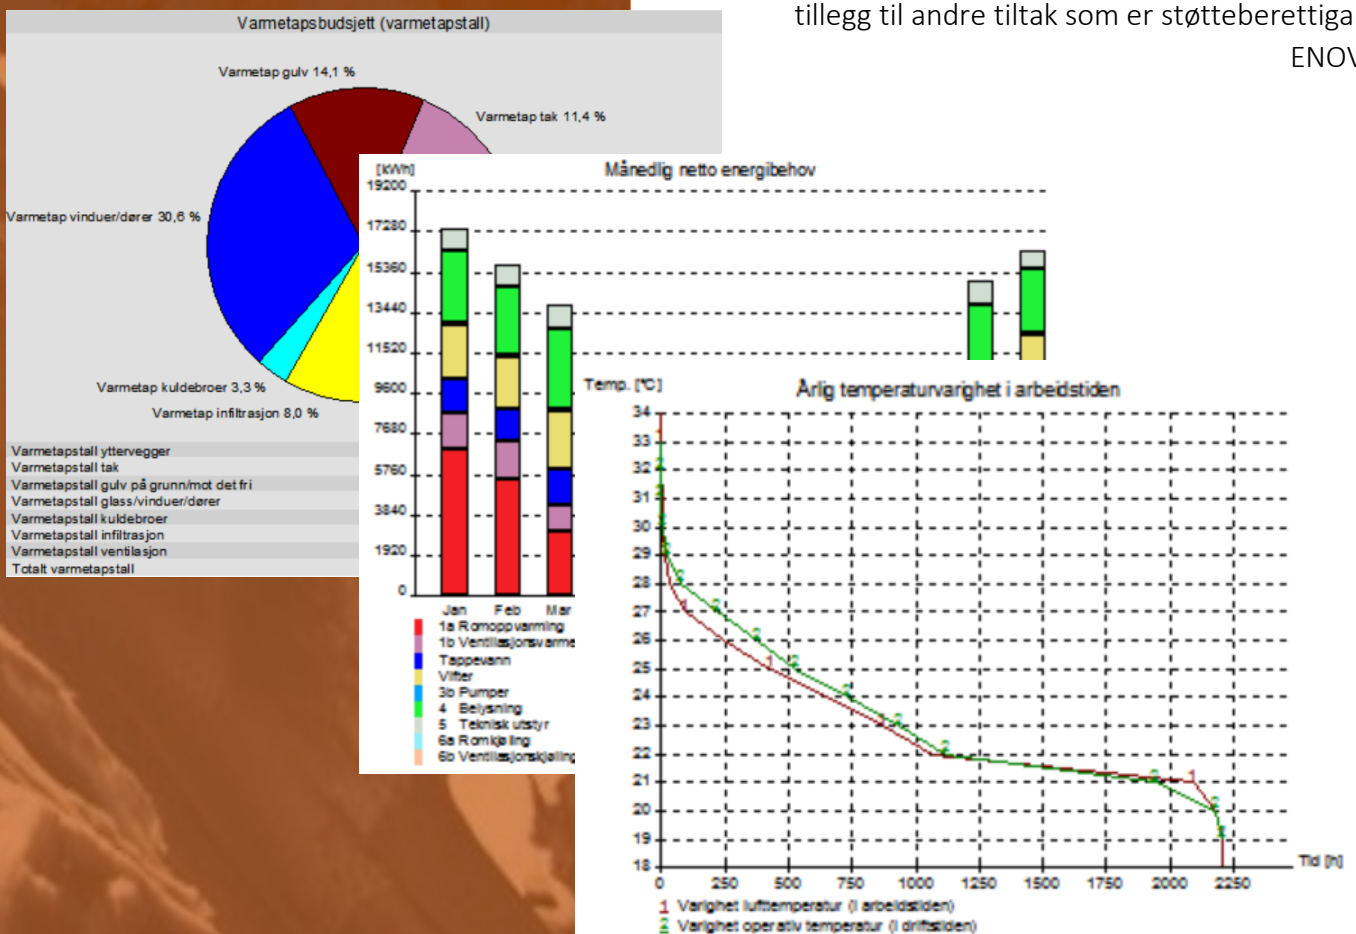 tillegg til andre tiltak som er støtteberettiga
ENOV
Varmetapsbudsjett (varmetapstall)
Varmetap gulv 14,1 %
Varmetap tak 11,4 %
Varmetap vinduer/dører 30,6 %
Varmetap kuldebroer 3,3 %
Varmetap infiltrasjon 8,0 %
Varmetapstall yttervegger
Varmetapstall tak
Varmetapstall gulv på grunn/mot det fri
Varmetapstall glass/vinduer/dører
Varmetapstall kuldebroer
Varmetapstall infiltrasjon
Varmetapstall ventilasjon
Totalt varmetapstall
Månedlig netto energibehov
[kWh]
19200
17280
15360
13440
11520
9600
7680
5760
3840
1920
0
Jan Feb Mar
1a Romoppvarming
1b Ventilasjonsvarme
Tappevann
Vifter
3b Pumper
4 Belysning
5 Teknisk utstyr
6a Romkjøling
6b Ventilasjonskjøling
Årlig temperaturvarighet i arbeidstiden
Temp. [°C]
34
33
32
31
30
29
28
27
26
25
24
23
22
21
20
19
18
0 250 500 750 1000 1250 1500 1750 2000 2250
Tid [h]
1 Varighet lufttemperatur (i arbeidstiden)
2 Varighet operativ temperatur (i driftstiden)